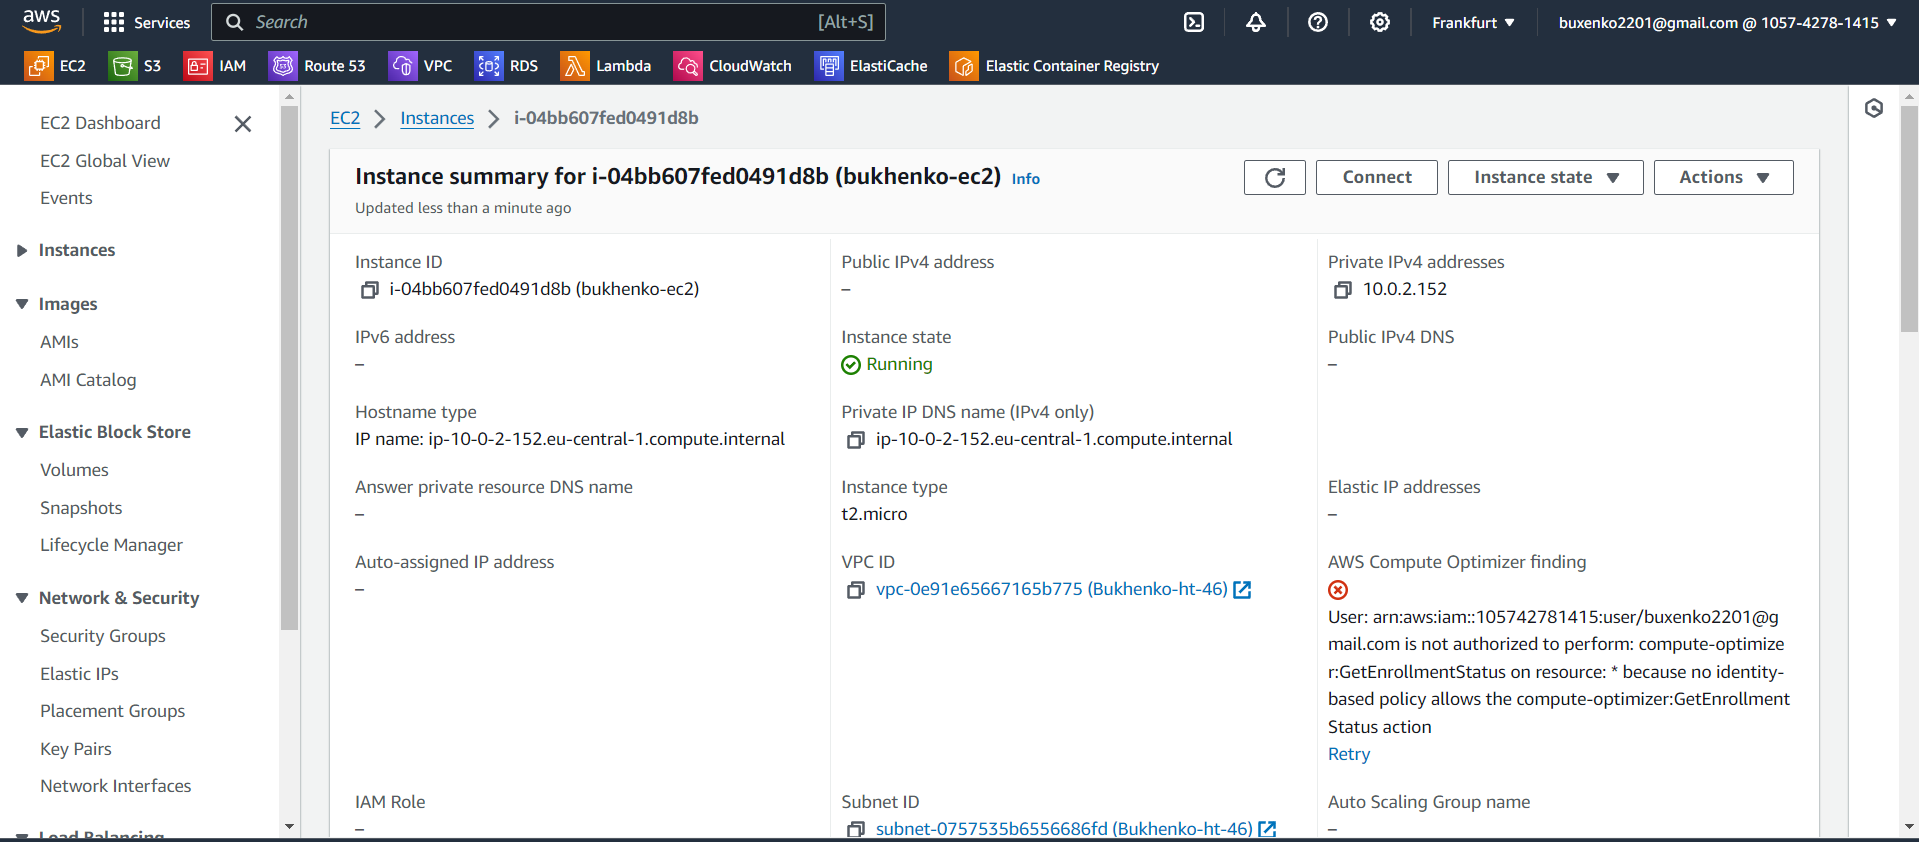 aws
Services
Search
[Alt+S]
Frankfurt
buxenko2201@gmail.com @ 1057-4278-1415
EC2
S3
IAM
Route 53
VPC
RDS
Lambda
CloudWatch
ElastiCache
Elastic Container Registry
EC2 Dashboard
EC2 Global View
Events
Instances
Images
AMIs
AMI Catalog
Elastic Block Store
Volumes
Snapshots
Lifecycle Manager
Network & Security
Security Groups
Elastic IPs
Placement Groups
Key Pairs
Network Interfaces
Load Balancing
EC2
Instances
i-04bb607fed0491d8b
Instance summary for i-04bb607fed0491d8b (bukhenko-ec2) Info
Updated less than a minute ago
Connect
Instance state
Actions
Instance ID
i-04bb607fed0491d8b (bukhenko-ec2)
Public IPv4 address
–
Private IPv4 addresses
10.0.2.152
IPv6 address
–
Instance state
Running
Public IPv4 DNS
–
Hostname type
IP name: ip-10-0-2-152.eu-central-1.compute.internal
Private IP DNS name (IPv4 only)
ip-10-0-2-152.eu-central-1.compute.internal
Answer private resource DNS name
–
Instance type
t2.micro
Elastic IP addresses
–
Auto-assigned IP address
–
VPC ID
vpc-0e91e65667165b775 (Bukhenko-ht-46)
AWS Compute Optimizer finding
User: arn:aws:iam::105742781415:user/buxenko2201@g
mail.com is not authorized to perform: compute-optimize
r:GetEnrollmentStatus on resource: * because no identity-
based policy allows the compute-optimizer:GetEnrollment
Status action
Retry
IAM Role
–
Subnet ID
subnet-0757535b6556686fd (Bukhenko-ht-46)
Auto Scaling Group name
–